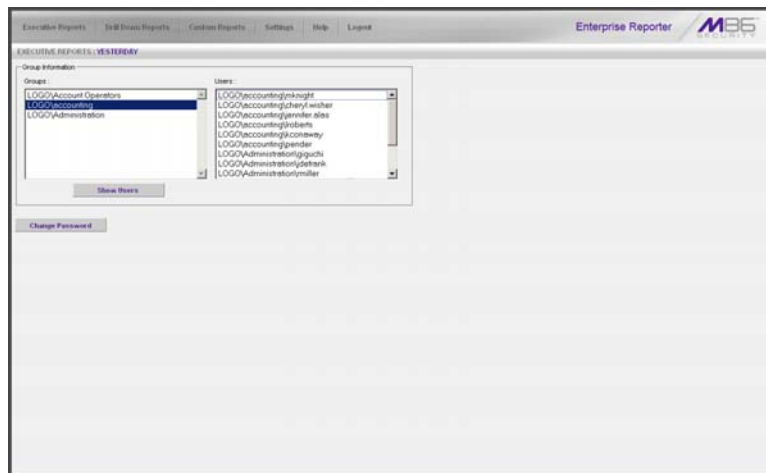 Executive Reports Drill Down Reports Custom Reports Settings Help Logout
Enterprise Reporter
M86 SECURITY
EXECUTIVE REPORTS : YESTERDAY
Group Information
Groups :
LOGO\Account Operators
LOGO\accounting
LOGO\Administration
Show Users
Users :
LOGO\accounting\mknight
LOGO\accounting\cheryl.wisher
LOGO\accounting\jennifer.alas
LOGO\accounting\lroberts
LOGO\accounting\kconaway
LOGO\accounting\pender
LOGO\Administration\giguchi
LOGO\Administration\jdetrank
LOGO\Administration\rmiller
Change Password